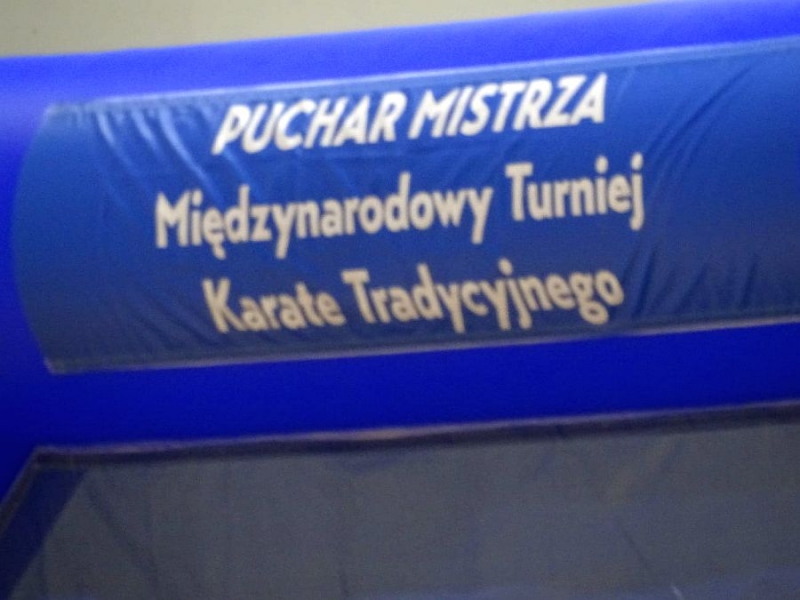 PUCHAR MISTRZA
Międzynarodowy Turniej
Karate Tradycyjnego